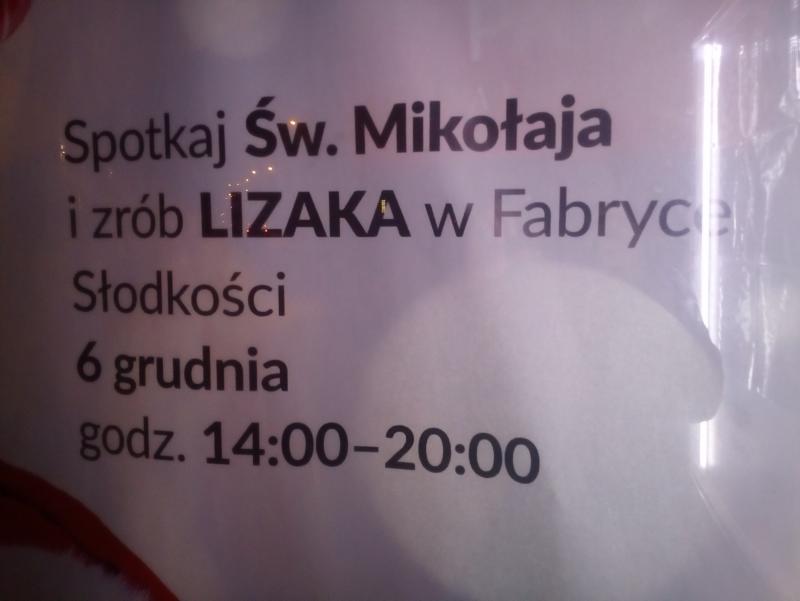 Spotkaj Św. Mikołaja
i zrób LIZAKA w Fabryce
Słodkości
6 grudnia
godz. 14:00–20:00